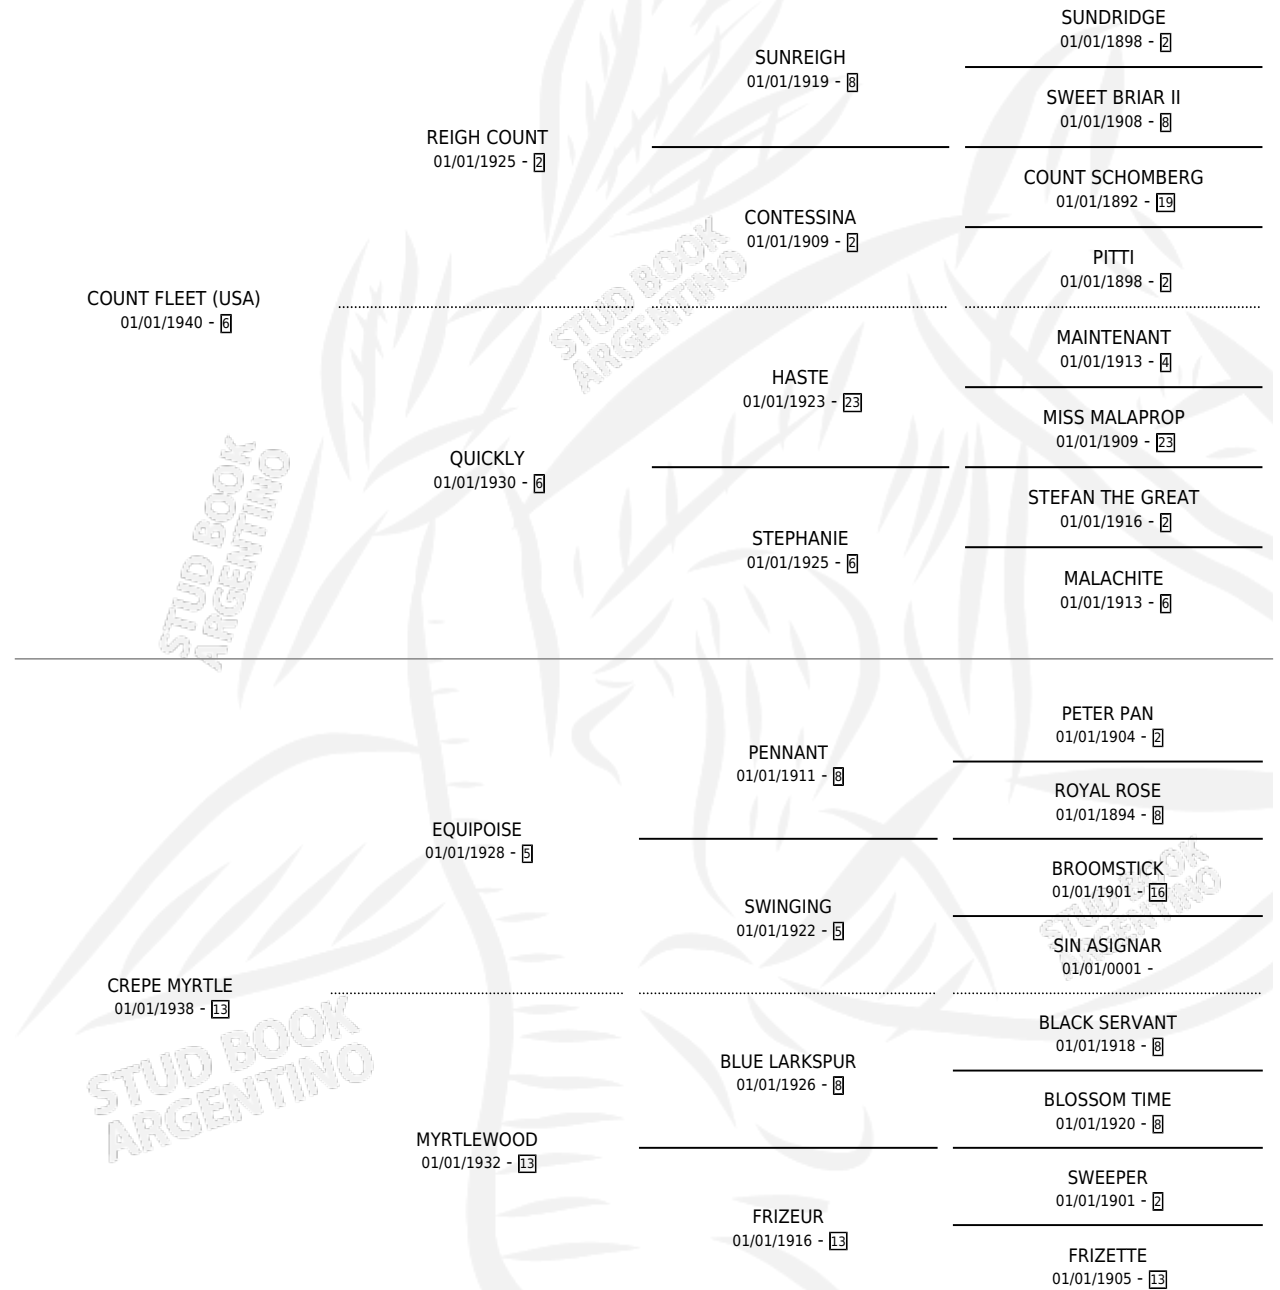 SUNDRIDGE
01/01/1898 - 2
SUNREIGH
01/01/1919 - 8
SWEET BRIAR II
01/01/1908 - 8
REIGH COUNT
01/01/1925 - 2
COUNT SCHOMBERG
01/01/1892 - 19
CONTESSINA
01/01/1909 - 2
PITTI
01/01/1898 - 2
COUNT FLEET (USA)
01/01/1940 - 6
MAINTENANT
01/01/1913 - 4
HASTE
01/01/1923 - 23
MISS MALAPROP
01/01/1909 - 23
QUICKLY
01/01/1930 - 6
STEFAN THE GREAT
01/01/1916 - 2
STEPHANIE
01/01/1925 - 6
MALACHITE
01/01/1913 - 6
PETER PAN
01/01/1904 - 2
PENNANT
01/01/1911 - 8
ROYAL ROSE
01/01/1894 - 8
EQUIPOISE
01/01/1928 - 5
BROOMSTICK
01/01/1901 - 16
SWINGING
01/01/1922 - 5
SIN ASIGNAR
01/01/0001 -
CREPE MYRTLE
01/01/1938 - 13
BLACK SERVANT
01/01/1918 - 8
BLUE LARKSPUR
01/01/1926 - 8
BLOSSOM TIME
01/01/1920 - 8
MYRTLEWOOD
01/01/1932 - 13
SWEEPER
01/01/1901 - 2
FRIZEUR
01/01/1916 - 13
FRIZETTE
01/01/1905 - 13
STUD BOOK
ARGENTINO
STUD BOOK
ARGENTINO
STUD BOOK
ARGENTINO
STUD BOOK
ARGENTINO